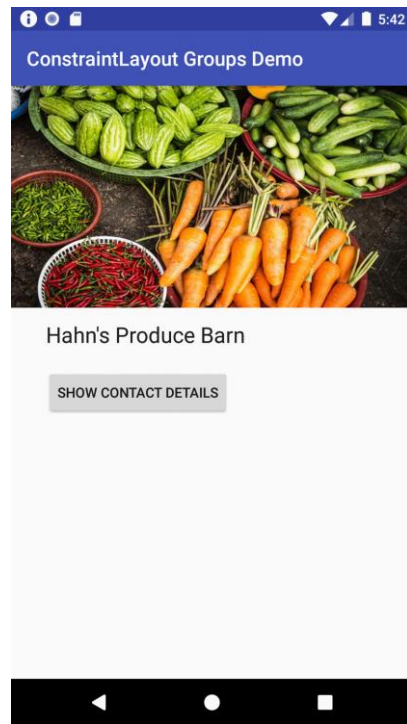 5:42
ConstraintLayout Groups Demo
Hahn's Produce Barn
SHOW CONTACT DETAILS